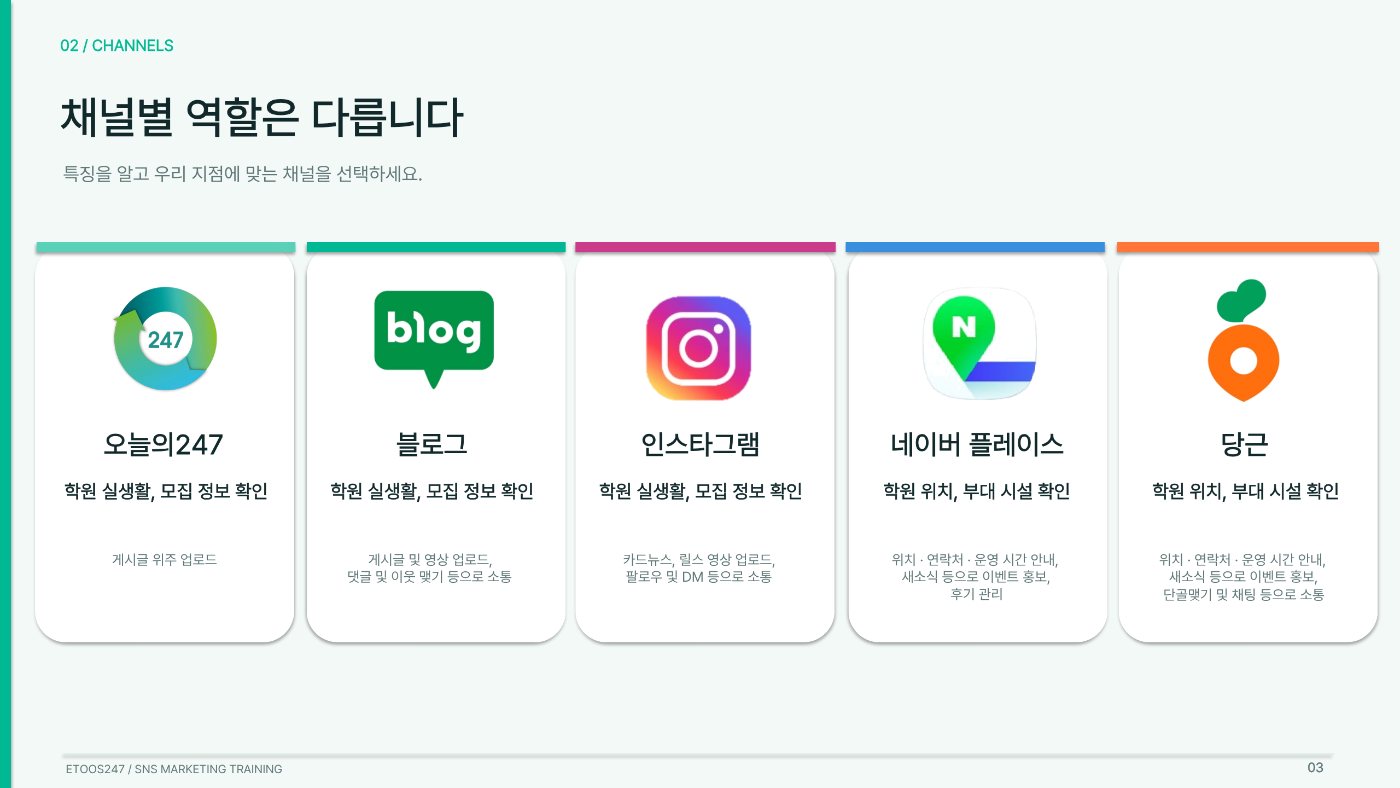 02 / CHANNELS
채널별 역할은 다릅니다
특징을 알고 우리 지점에 맞는 채널을 선택하세요.
247
오늘의247
학원 실생활, 모집 정보 확인
게시글 위주 업로드
blog
블로그
학원 실생활, 모집 정보 확인
게시글 및 영상 업로드,
댓글 및 이웃 맺기 등으로 소통
인스타그램
학원 실생활, 모집 정보 확인
카드뉴스, 릴스 영상 업로드,
팔로우 및 DM 등으로 소통
N
네이버 플레이스
학원 위치, 부대 시설 확인
위치 · 연락처 · 운영 시간 안내,
새소식 등으로 이벤트 홍보,
후기 관리
당근
학원 위치, 부대 시설 확인
위치 · 연락처 · 운영 시간 안내,
새소식 등으로 이벤트 홍보,
단골맺기 및 채팅 등으로 소통
ETOOS247 / SNS MARKETING TRAINING
03